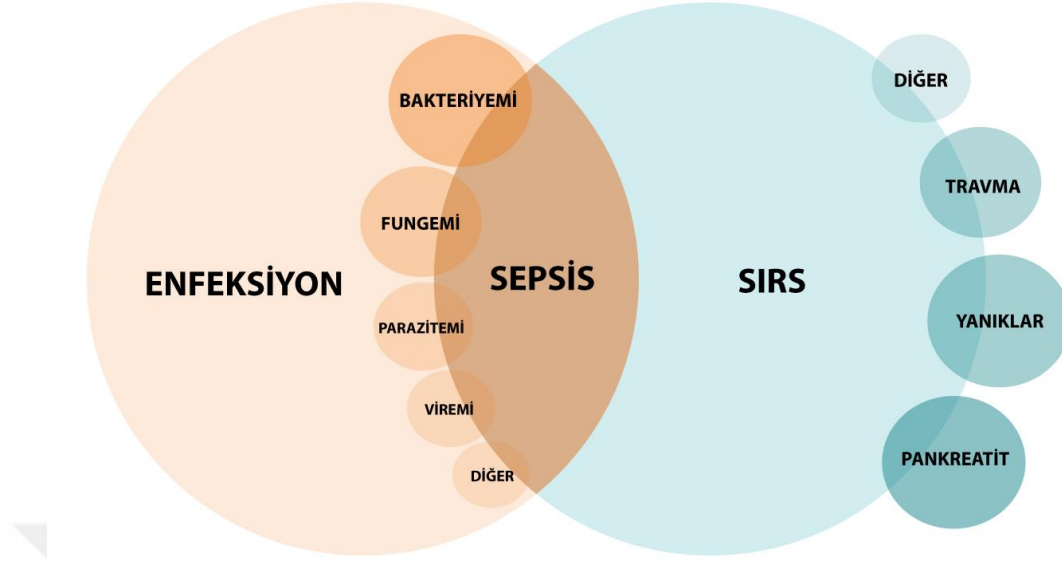 BAKTERİYEMİ
FUNGEMİ
ENFEKSİYON
PARAZİTEMİ
VİREMİ
DİĞER
SEPSİS
SIRS
DİĞER
TRAVMA
YANIKLAR
PANKREATİT